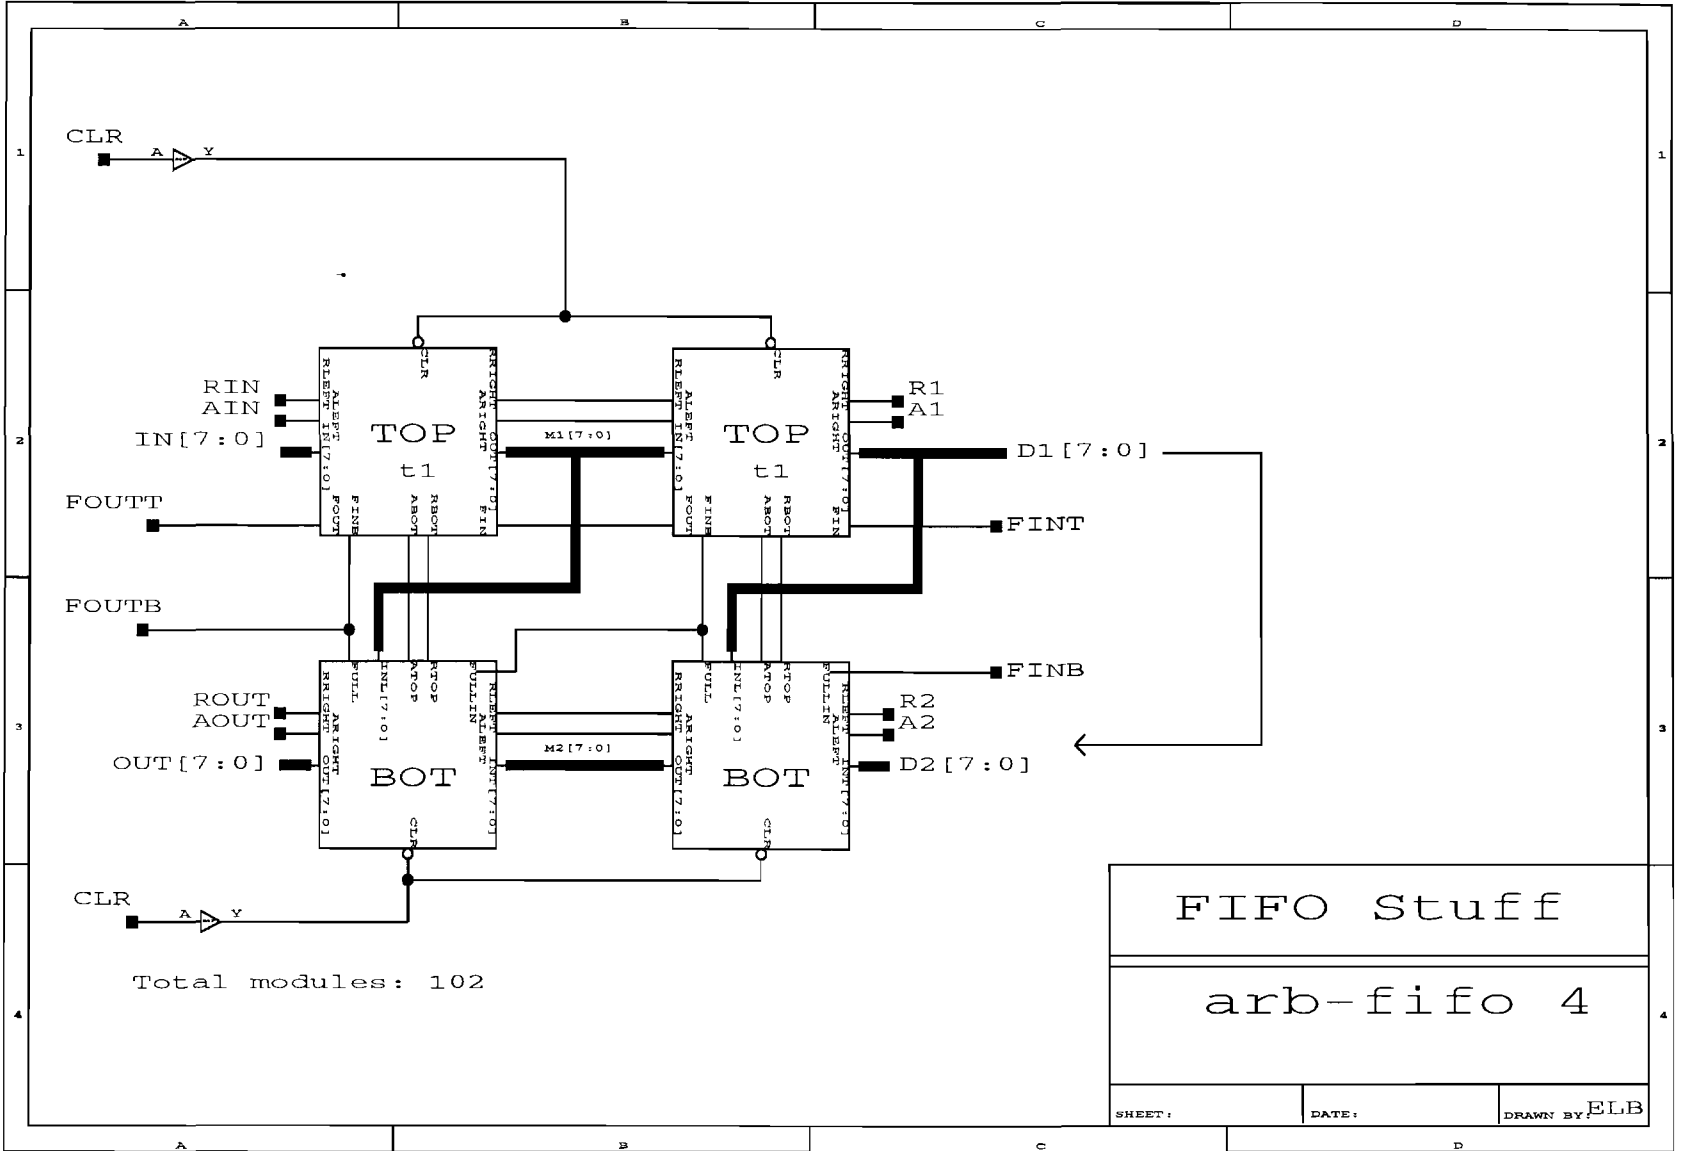 A B C D
1 1
CLR
A Y
CLR CLR
RLEFT ALEFT IN[7:0] RRIGHT ARIGHT OUT[7:0]
RLEFT ALEFT IN[7:0] RRIGHT ARIGHT OUT[7:0]
RIN
AIN
IN[7:0]
R1
A1
2 2
TOP TOP
t1 t1
M1[7:0]
D1[7:0]
FOUTT
FOUT FINB ABOT RBOT FIN
FOUT FINB ABOT RBOT FIN
FINT
FOUTB
FULL INL[7:0] ATOP RTOP FULLIN
FULL INL[7:0] ATOP RTOP FULLIN
FINB
RRIGHT ARIGHT OUT[7:0] RLEFT ALEFT INT[7:0]
RRIGHT ARIGHT OUT[7:0] RLEFT ALEFT INT[7:0]
ROUT
AOUT
OUT[7:0]
R2
A2
3 3
M2[7:0]
D2[7:0]
BOT BOT
CLR CLR
CLR
A Y
Total modules: 102
4 4
FIFO Stuff
arb-fifo 4
SHEET: DATE: DRAWN BY: ELB
A B C D